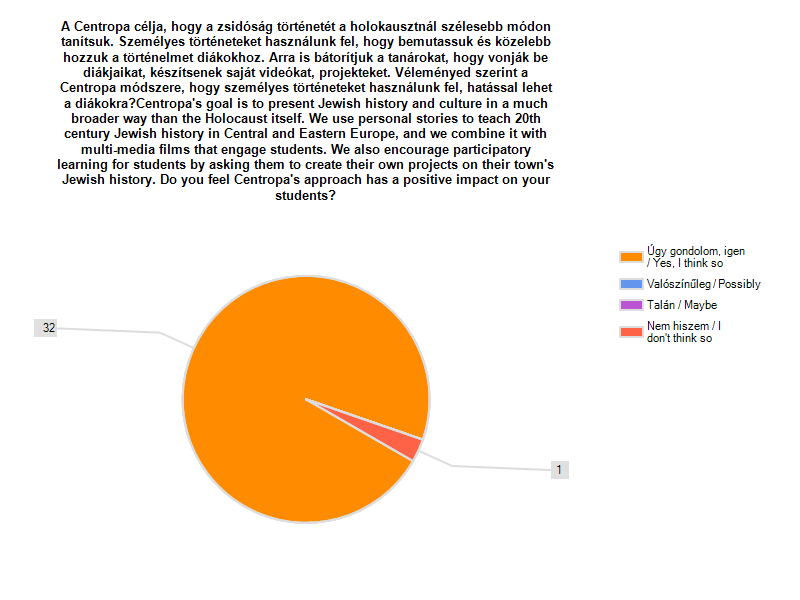 A Centropa célja, hogy a zsidóság történetét a holokausztnál szélesebb módon
tanítsuk. Személyes történeteket használunk fel, hogy bemutassuk és közelebb
hozzuk a történelmet diákokhoz. Arra is bátorítjuk a tanárokat, hogy vonják be
diákjaikat, készítsenek saját videókat, projekteket. Véleményed szerint a
Centropa módszere, hogy személyes történeteket használunk fel, hatással lehet
a diákokra?Centropa's goal is to present Jewish history and culture in a much
broader way than the Holocaust itself. We use personal stories to teach 20th
century Jewish history in Central and Eastern Europe, and we combine it with
multi-media films that engage students. We also encourage participatory
learning for students by asking them to create their own projects on their town's
Jewish history. Do you feel Centropa's approach has a positive impact on your
students?
Úgy gondolom, igen
/ Yes, I think so
Valószínűleg / Possibly
Talán / Maybe
Nem hiszem / I
don't think so
32
1